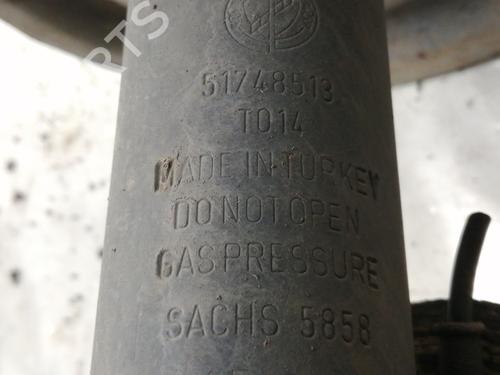 51748513
T014
MADE IN TURKEY
DO NOT OPEN
GAS PRESSURE
SACHS 5858